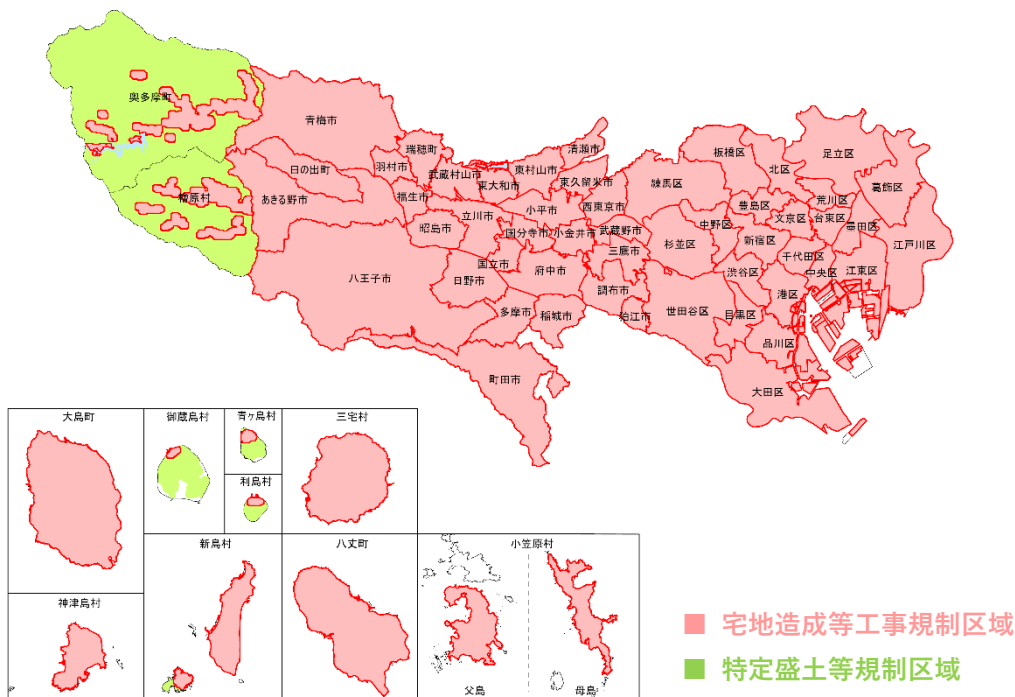 奥多摩町
青梅市
瑞穂町
清瀬市
板橋区
足立区
北区
日の出町
羽村市
武蔵村山市
東村山市
東大和市
東久留米市
練馬区
葛飾区
檜原村
あきる野市
福生市
立川市
小平市
西東京市
豊島区
荒川区
文京区
台東区
墨田区
昭島市
国分寺市
小金井市
武蔵野市
中野区
杉並区
新宿区
江戸川区
三鷹市
千代田区
八王子市
国立市
府中市
渋谷区
中央区
江東区
日野市
調布市
港区
多摩市
稲城市
狛江市
世田谷区
目黒区
品川区
町田市
大田区
大島町
御蔵島村
青ヶ島村
三宅村
利島村
新島村
八丈町
小笠原村
神津島村
父島
母島
宅地造成等工事規制区域
特定盛土等規制区域